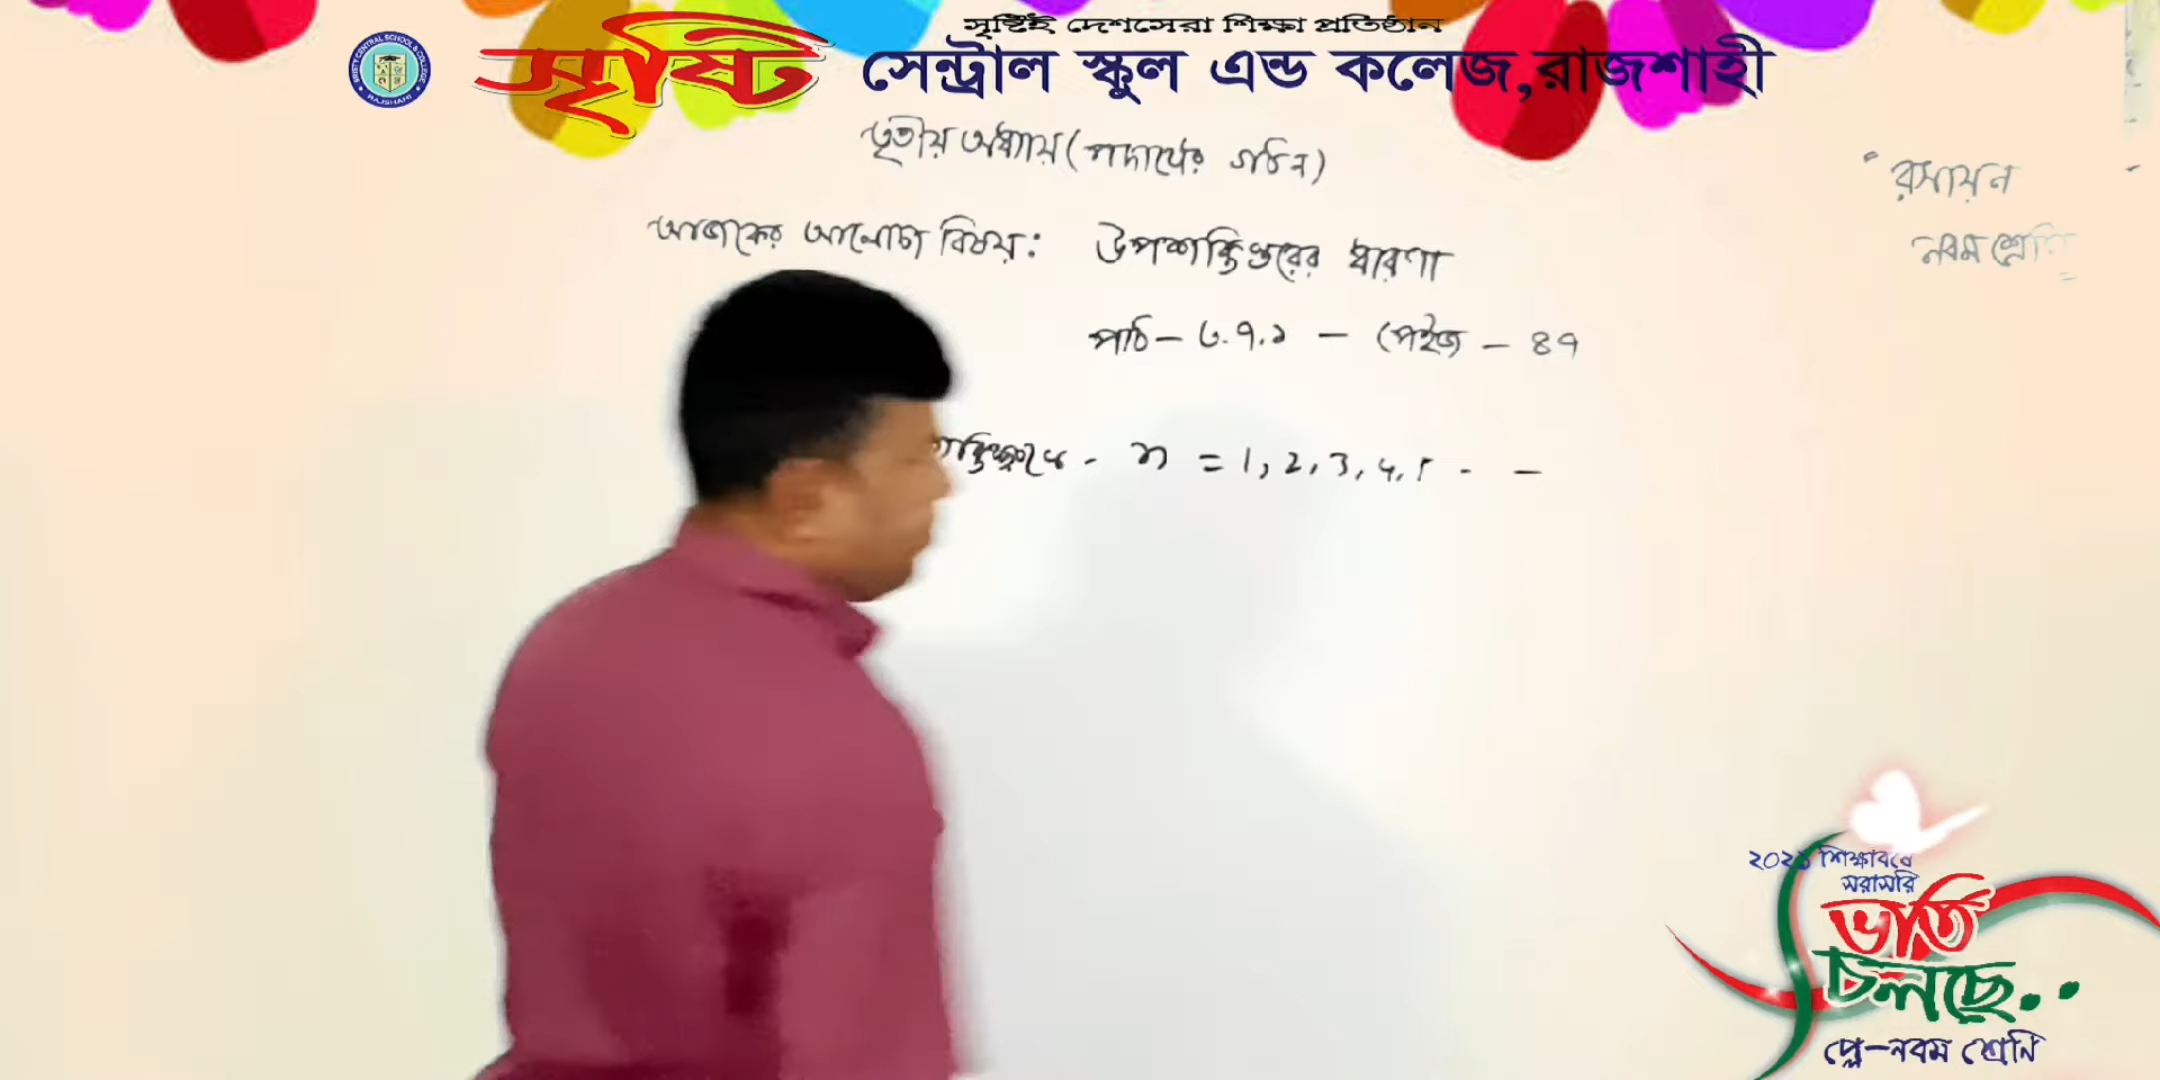 সৃষ্টিই দেশসেরা শিক্ষা প্রতিষ্ঠান
সৃষ্টি সেন্ট্রাল স্কুল এন্ড কলেজ,রাজশাহী
তৃতীয় অধ্যায় (পদার্থের গঠন)
রসায়ন
নবম শ্রেণি
আজকের আলোচ্য বিষয়: উপশক্তিস্তরের ধারণা
পাঠ - ৩.৭.১ - পেইজ - ৪৭
n = 1, 2, 3, 4, 5 - -
শিক্ষাবর্ষে
সরাসরি
ভর্তি
চলছে..
প্লে-নবম শ্রেনি